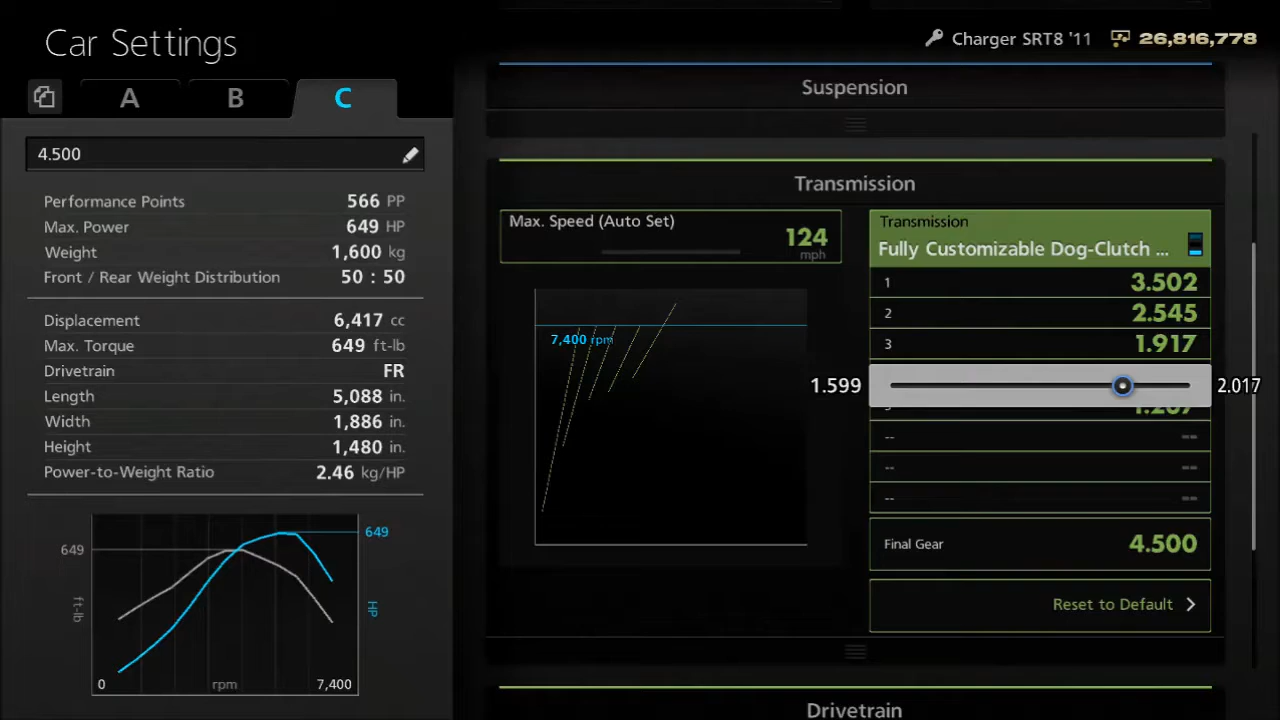 Car Settings
Charger SRT8 '11
26,816,778
A
B
C
4.500
Performance Points 566 PP
Max. Power 649 HP
Weight 1,600 kg
Front / Rear Weight Distribution 50 : 50
Displacement 6,417 cc
Max. Torque 649 ft-lb
Drivetrain FR
Length 5,088 in.
Width 1,886 in.
Height 1,480 in.
Power-to-Weight Ratio 2.46 kg/HP
649
649
ft-lb
HP
0 rpm 7,400
Suspension
Transmission
Max. Speed (Auto Set)
124
mph
7,400 rpm
Transmission
Fully Customizable Dog-Clutch ...
1 3.502
2 2.545
3 1.917
1.599 2.017
-- --
-- --
-- --
Final Gear 4.500
Reset to Default
Drivetrain